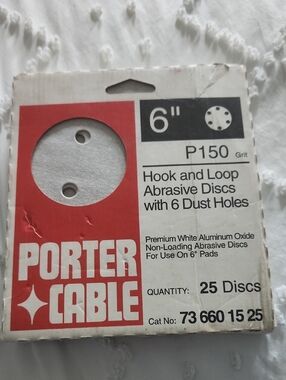 6"
P150 Grit
Hook and Loop
Abrasive Discs
with 6 Dust Holes
Premium White Aluminum Oxide
Non-Loading Abrasive Discs
For Use On 6" Pads
PORTER
CABLE
QUANTITY: 25 Discs
Cat No: 73 660 15 25